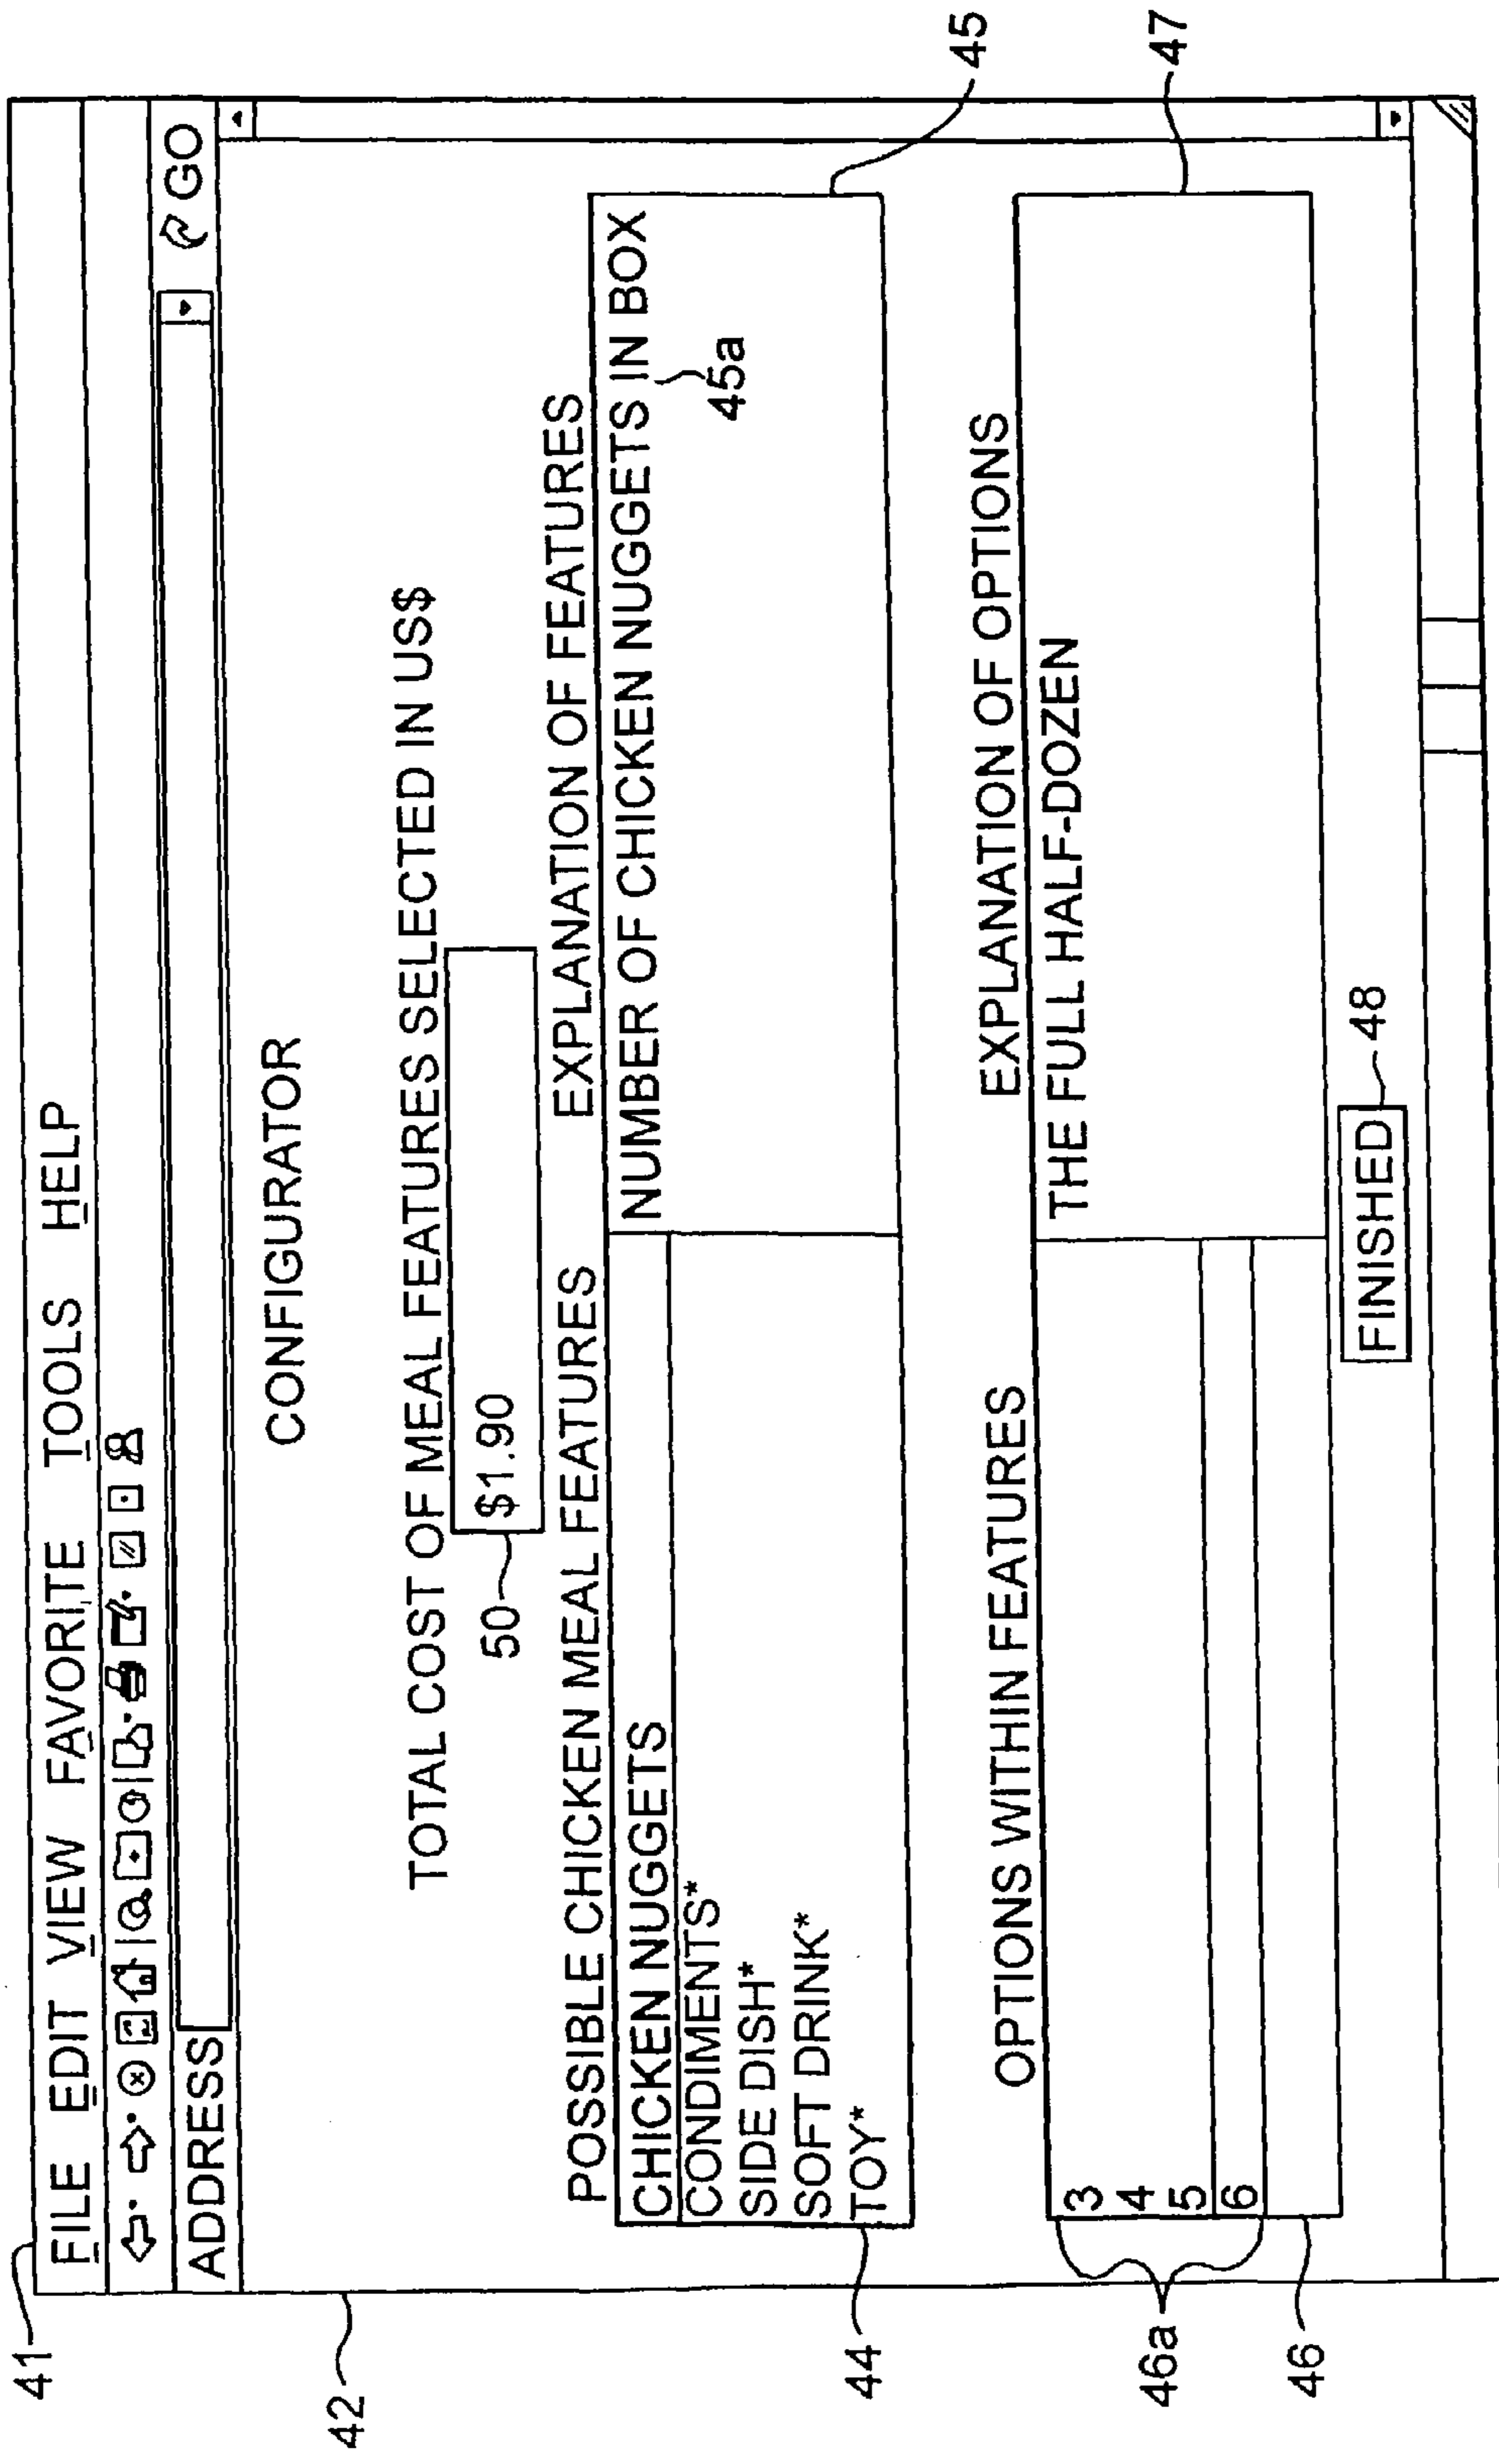 41
FILE EDIT VIEW FAVORITE TOOLS HELP
ADDRESS
GO
42
CONFIGURATOR
TOTAL COST OF MEAL FEATURES SELECTED IN US$
50
$1.90
POSSIBLE CHICKEN MEAL FEATURES
EXPLANATION OF FEATURES
CHICKEN NUGGETS
CONDIMENTS*
SIDE DISH*
SOFT DRINK*
TOY*
NUMBER OF CHICKEN NUGGETS IN BOX
45a
44
45
OPTIONS WITHIN FEATURES
EXPLANATION OF OPTIONS
3
4
5
6
THE FULL HALF-DOZEN
46a
46
47
FINISHED
48